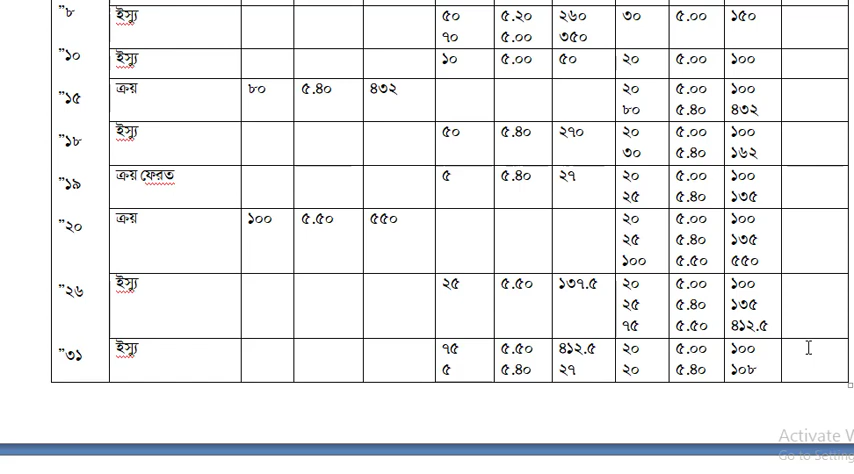 ”৮ ইস্যু ৫০ ৫.২০ ২৬০ ৩০ ৫.০০ ১৫০
৭০ ৫.০০ ৩৫০
”১০ ইস্যু ১০ ৫.০০ ৫০ ২০ ৫.০০ ১০০
”১৫ ক্রয় ৮০ ৫.৪০ ৪৩২ ২০ ৫.০০ ১০০
৮০ ৫.৪০ ৪৩২
”১৮ ইস্যু ৫০ ৫.৪০ ২৭০ ২০ ৫.০০ ১০০
৩০ ৫.৪০ ১৬২
”১৯ ক্রয় ফেরত ৫ ৫.৪০ ২৭ ২০ ৫.০০ ১০০
২৫ ৫.৪০ ১৩৫
”২০ ক্রয় ১০০ ৫.৫০ ৫৫০ ২০ ৫.০০ ১০০
২৫ ৫.৪০ ১৩৫
১০০ ৫.৫০ ৫৫০
”২৬ ইস্যু ২৫ ৫.৫০ ১৩৭.৫ ২০ ৫.০০ ১০০
২৫ ৫.৪০ ১৩৫
৭৫ ৫.৫০ ৪১২.৫
”৩১ ইস্যু ৭৫ ৫.৫০ ৪১২.৫ ২০ ৫.০০ ১০০
৫ ৫.৪০ ২৭ ২০ ৫.৪০ ১০৮
Activate
Go to